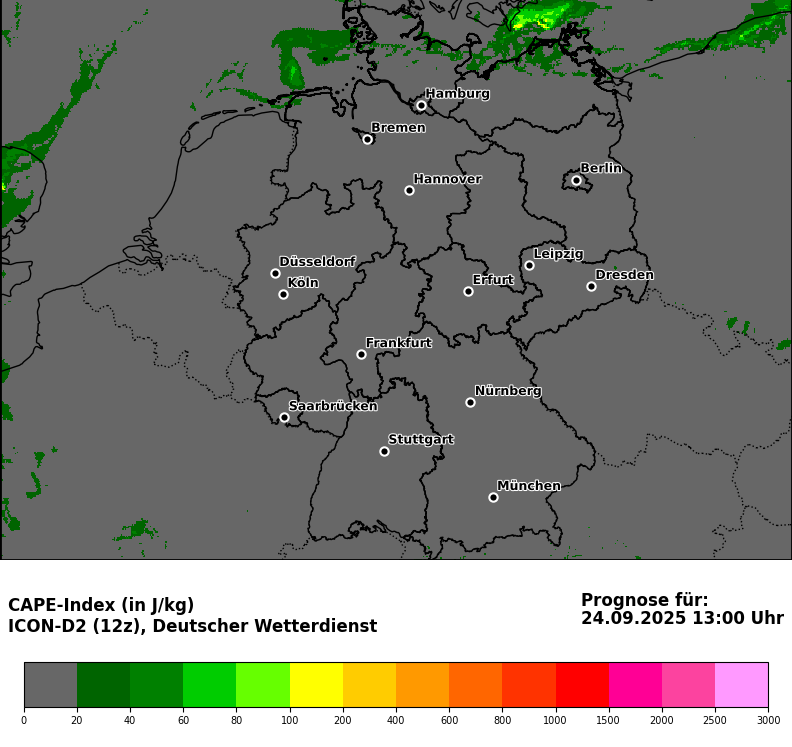 Hamburg
Bremen
Berlin
Hannover
Leipzig
Düsseldorf
Dresden
Köln
Erfurt
Frankfurt
Nürnberg
Saarbrücken
Stuttgart
München
CAPE-Index (in J/kg)
ICON-D2 (12z), Deutscher Wetterdienst
Prognose für:
24.09.2025 13:00 Uhr
0 20 40 60 80 100 200 400 600 800 1000 1500 2000 2500 3000